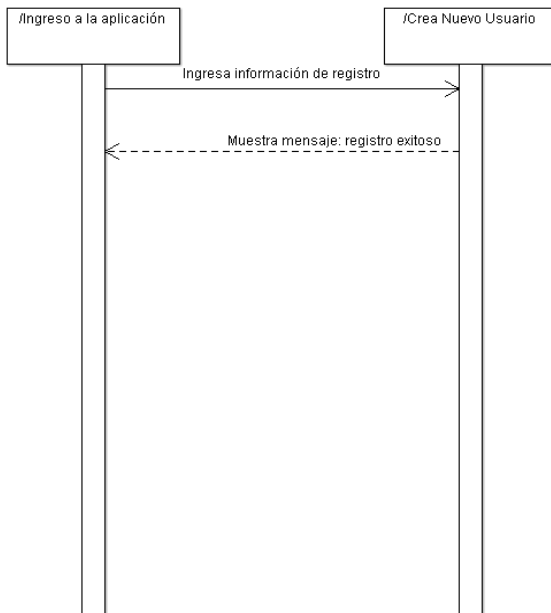 /Ingreso a la aplicación
/Crea Nuevo Usuario
Ingresa información de registro
Muestra mensaje: registro exitoso